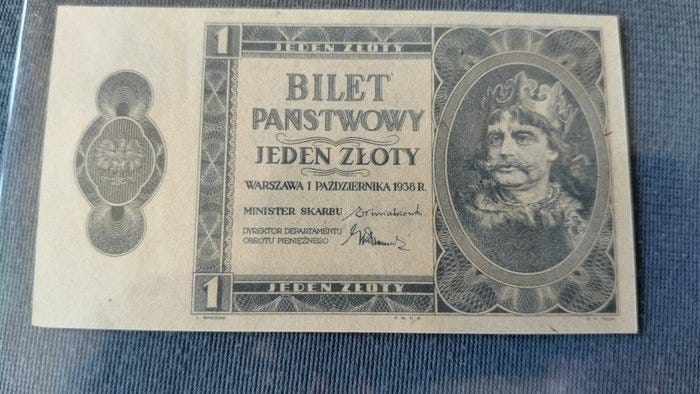 1 JEDEN ZŁOTY
BILET
PAŃSTWOWY
JEDEN ZŁOTY
WARSZAWA 1 PAŹDZIERNIKA 1938 R.
MINISTER SKARBU
DYREKTOR DEPARTAMENTU
OBROTU PIENIĘŻNEGO
1 JEDEN ZŁOTY
P. W. P. W.